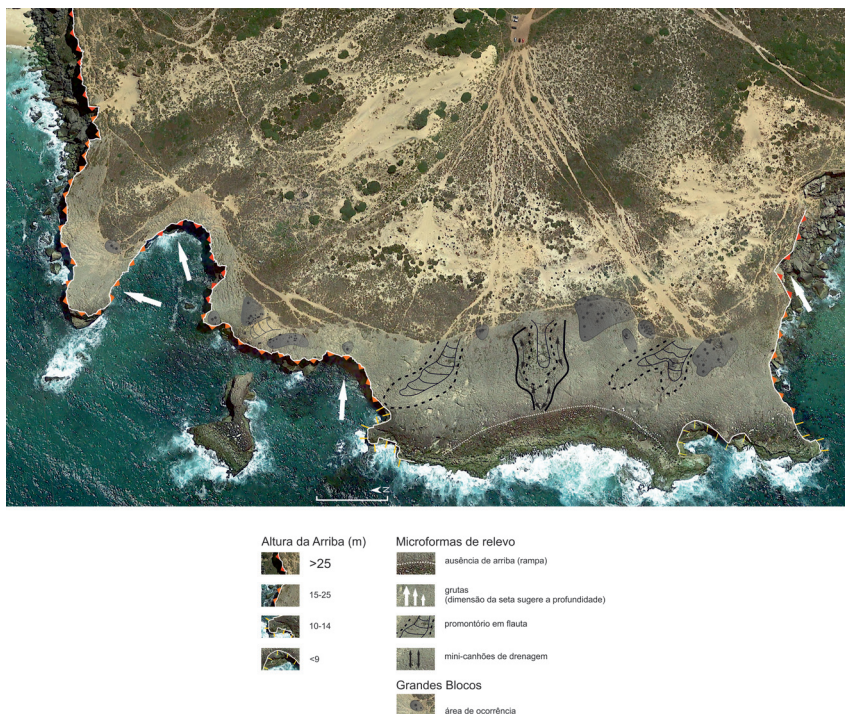 N
Altura da Arriba (m)
>25
15-25
10-14
<9
Microformas de relevo
ausência de arriba (rampa)
grutas
(dimensão da seta sugere a profundidade)
promontório em flauta
mini-canhões de drenagem
Grandes Blocos
área de ocorrência